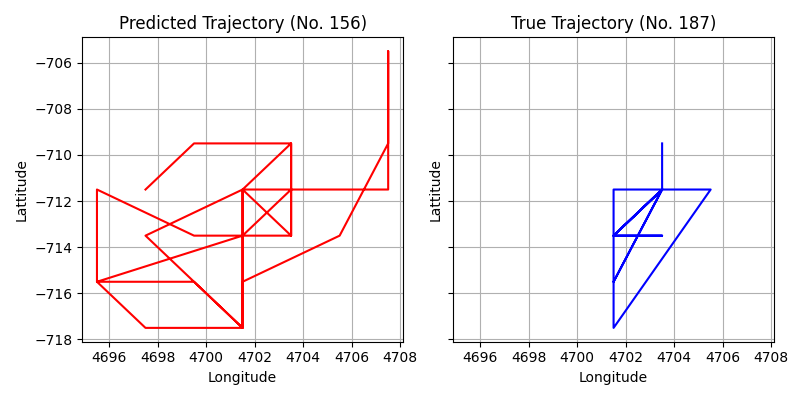 Predicted Trajectory (No. 156)
True Trajectory (No. 187)
Lattitude
−706
−708
−710
−712
−714
−716
−718
4696 4698 4700 4702 4704 4706 4708
Longitude
Lattitude
4696 4698 4700 4702 4704 4706 4708
Longitude